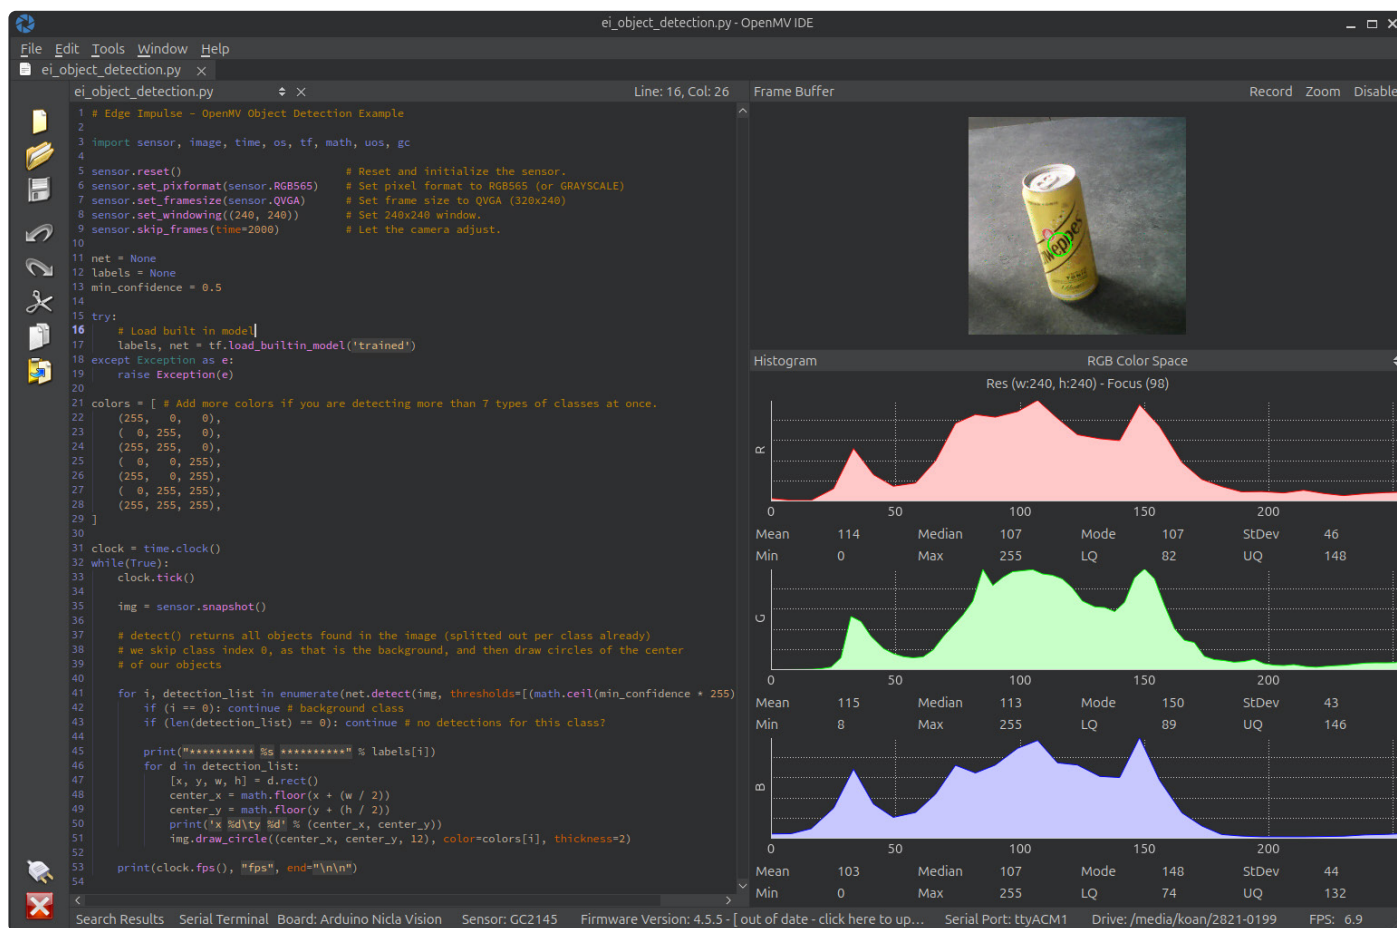 ei_object_detection.py - OpenMV IDE
File Edit Tools Window Help
ei_object_detection.py
ei_object_detection.py Line: 16, Col: 26
1 # Edge Impulse - OpenMV Object Detection Example
2
3 import sensor, image, time, os, tf, math, uos, gc
4
5 sensor.reset() # Reset and initialize the sensor.
6 sensor.set_pixformat(sensor.RGB565) # Set pixel format to RGB565 (or GRAYSCALE)
7 sensor.set_framesize(sensor.QVGA) # Set frame size to QVGA (320x240)
8 sensor.set_windowing((240, 240)) # Set 240x240 window.
9 sensor.skip_frames(time=2000) # Let the camera adjust.
10
11 net = None
12 labels = None
13 min_confidence = 0.5
14
15 try:
16 # Load built in model
17 labels, net = tf.load_builtin_model('trained')
18 except Exception as e:
19 raise Exception(e)
20
21 colors = [ # Add more colors if you are detecting more than 7 types of classes at once.
22 (255, 0, 0),
23 ( 0, 255, 0),
24 (255, 255, 0),
25 ( 0, 0, 255),
26 (255, 0, 255),
27 ( 0, 255, 255),
28 (255, 255, 255),
29 ]
30
31 clock = time.clock()
32 while(True):
33 clock.tick()
34
35 img = sensor.snapshot()
36
37 # detect() returns all objects found in the image (splitted out per class already)
38 # we skip class index 0, as that is the background, and then draw circles of the center
39 # of our objects
40
41 for i, detection_list in enumerate(net.detect(img, thresholds=[(math.ceil(min_confidence * 255)
42 if (i == 0): continue # background class
43 if (len(detection_list) == 0): continue # no detections for this class?
44
45 print("********** %s **********" % labels[i])
46 for d in detection_list:
47 [x, y, w, h] = d.rect()
48 center_x = math.floor(x + (w / 2))
49 center_y = math.floor(y + (h / 2))
50 print('x %d\ty %d' % (center_x, center_y))
51 img.draw_circle((center_x, center_y, 12), color=colors[i], thickness=2)
52
53 print(clock.fps(), "fps", end="\n\n")
54
Frame Buffer Record Zoom Disable
Histogram RGB Color Space
Res (w:240, h:240) - Focus (98)
R
0 50 100 150 200
Mean 114 Median 107 Mode 107 StDev 46
Min 0 Max 255 LQ 82 UQ 148
G
0 50 100 150 200
Mean 115 Median 113 Mode 150 StDev 43
Min 8 Max 255 LQ 89 UQ 146
B
0 50 100 150 200
Mean 103 Median 107 Mode 148 StDev 44
Min 0 Max 255 LQ 74 UQ 132
Search Results Serial Terminal Board: Arduino Nicla Vision Sensor: GC2145 Firmware Version: 4.5.5 - [ out of date - click here to up... Serial Port: ttyACM1 Drive: /media/koan/2821-0199 FPS: 6.9